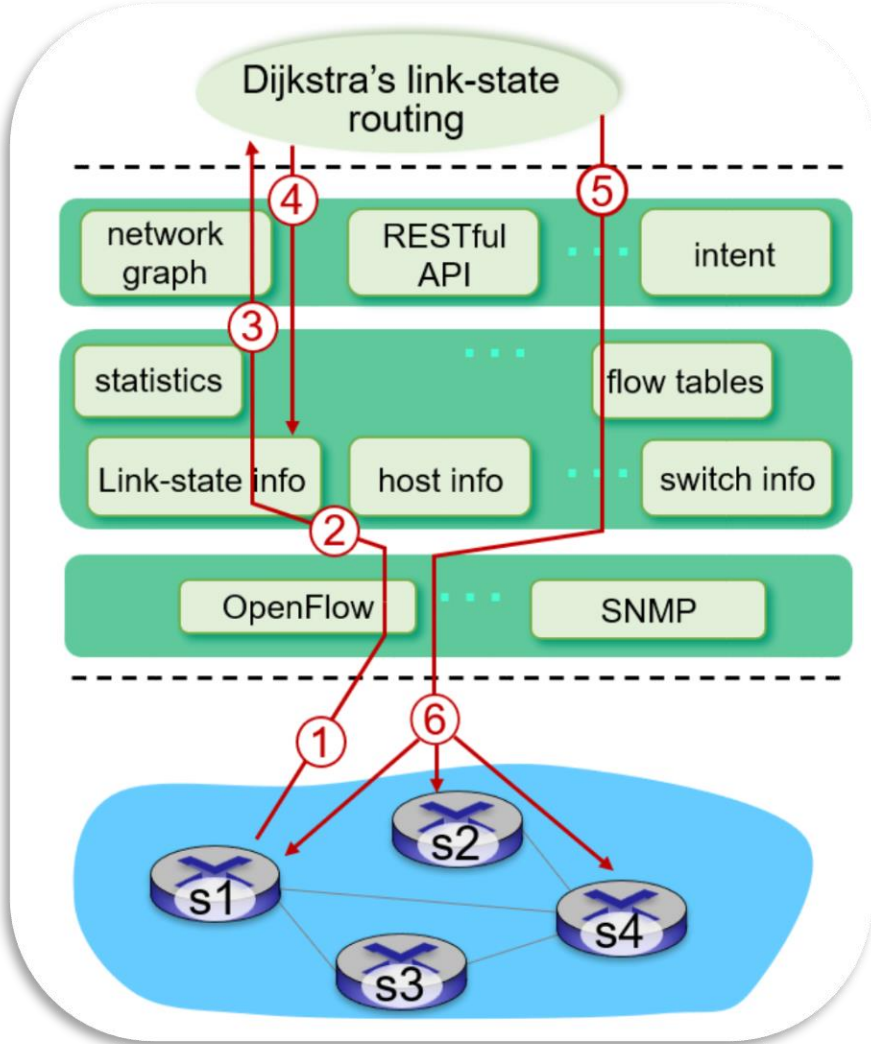 Dijkstra's link-state
routing
4
5
network
graph
RESTful
API
intent
3
statistics
flow tables
Link-state info
host info
switch info
2
OpenFlow
SNMP
1
6
s2
s1
s4
s3